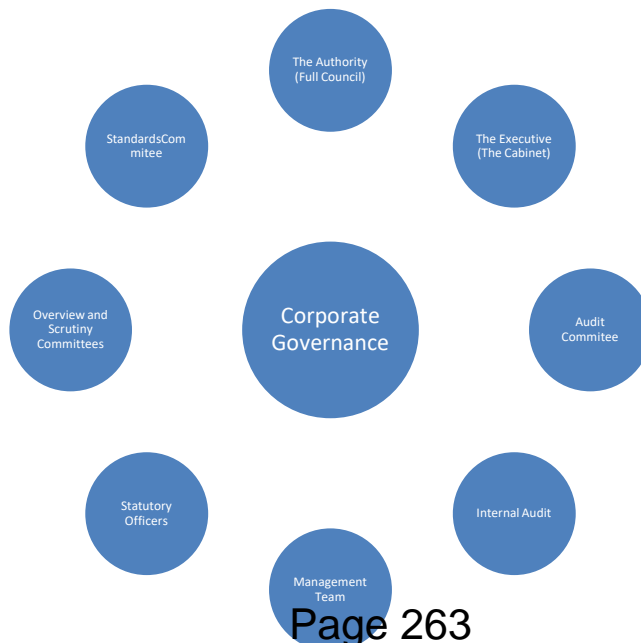 The Authority
(Full Council)
The Executive
(The Cabinet)
Audit
Commitee
Internal Audit
Management
Team
Statutory
Officers
Overview and
Scrutiny
Committees
StandardsCom
mitee
Corporate
Governance
Page 263